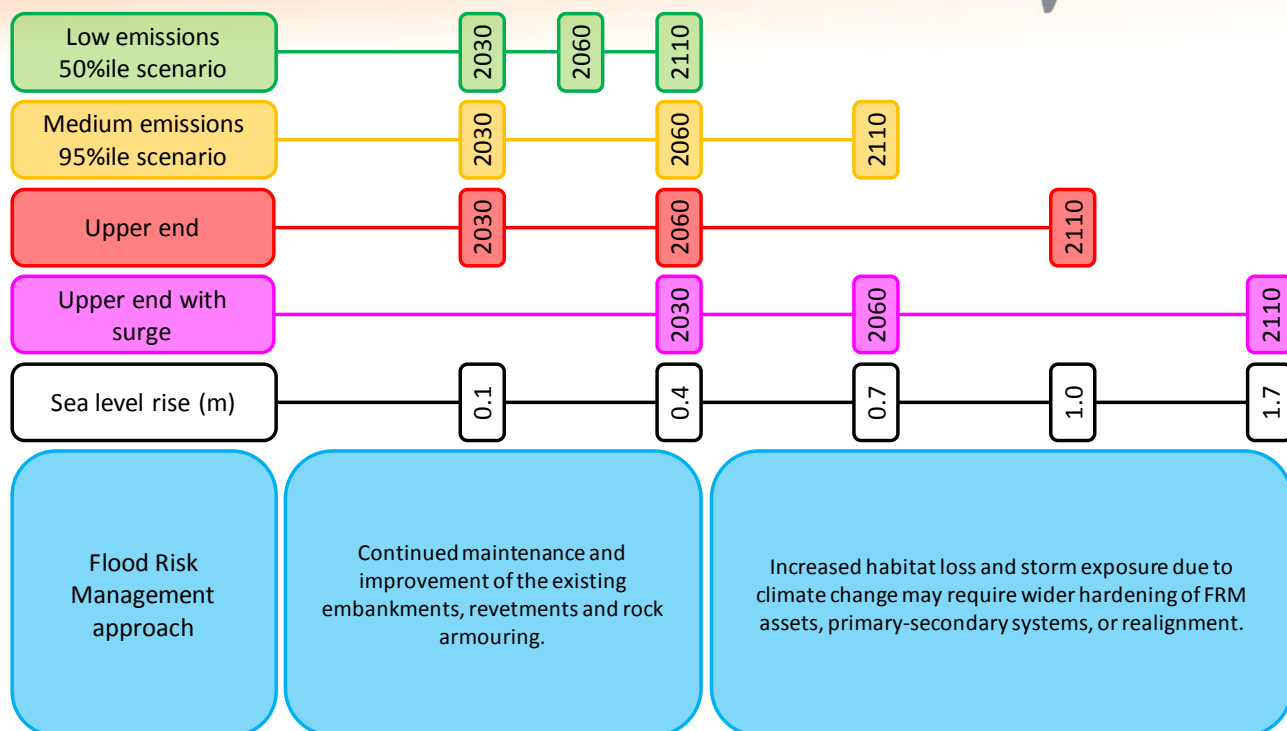 Low emissions
50%ile scenario
2030
2060
2110
Medium emissions
95%ile scenario
2030
2060
2110
Upper end
2030
2060
2110
Upper end with
surge
2030
2060
2110
Sea level rise (m)
0.1
0.4
0.7
1.0
1.7
Flood Risk
Management
approach
Continued maintenance and
improvement of the existing
embankments, revetments and rock
armouring.
Increased habitat loss and storm exposure due to
climate change may require wider hardening of FRM
assets, primary-secondary systems, or realignment.